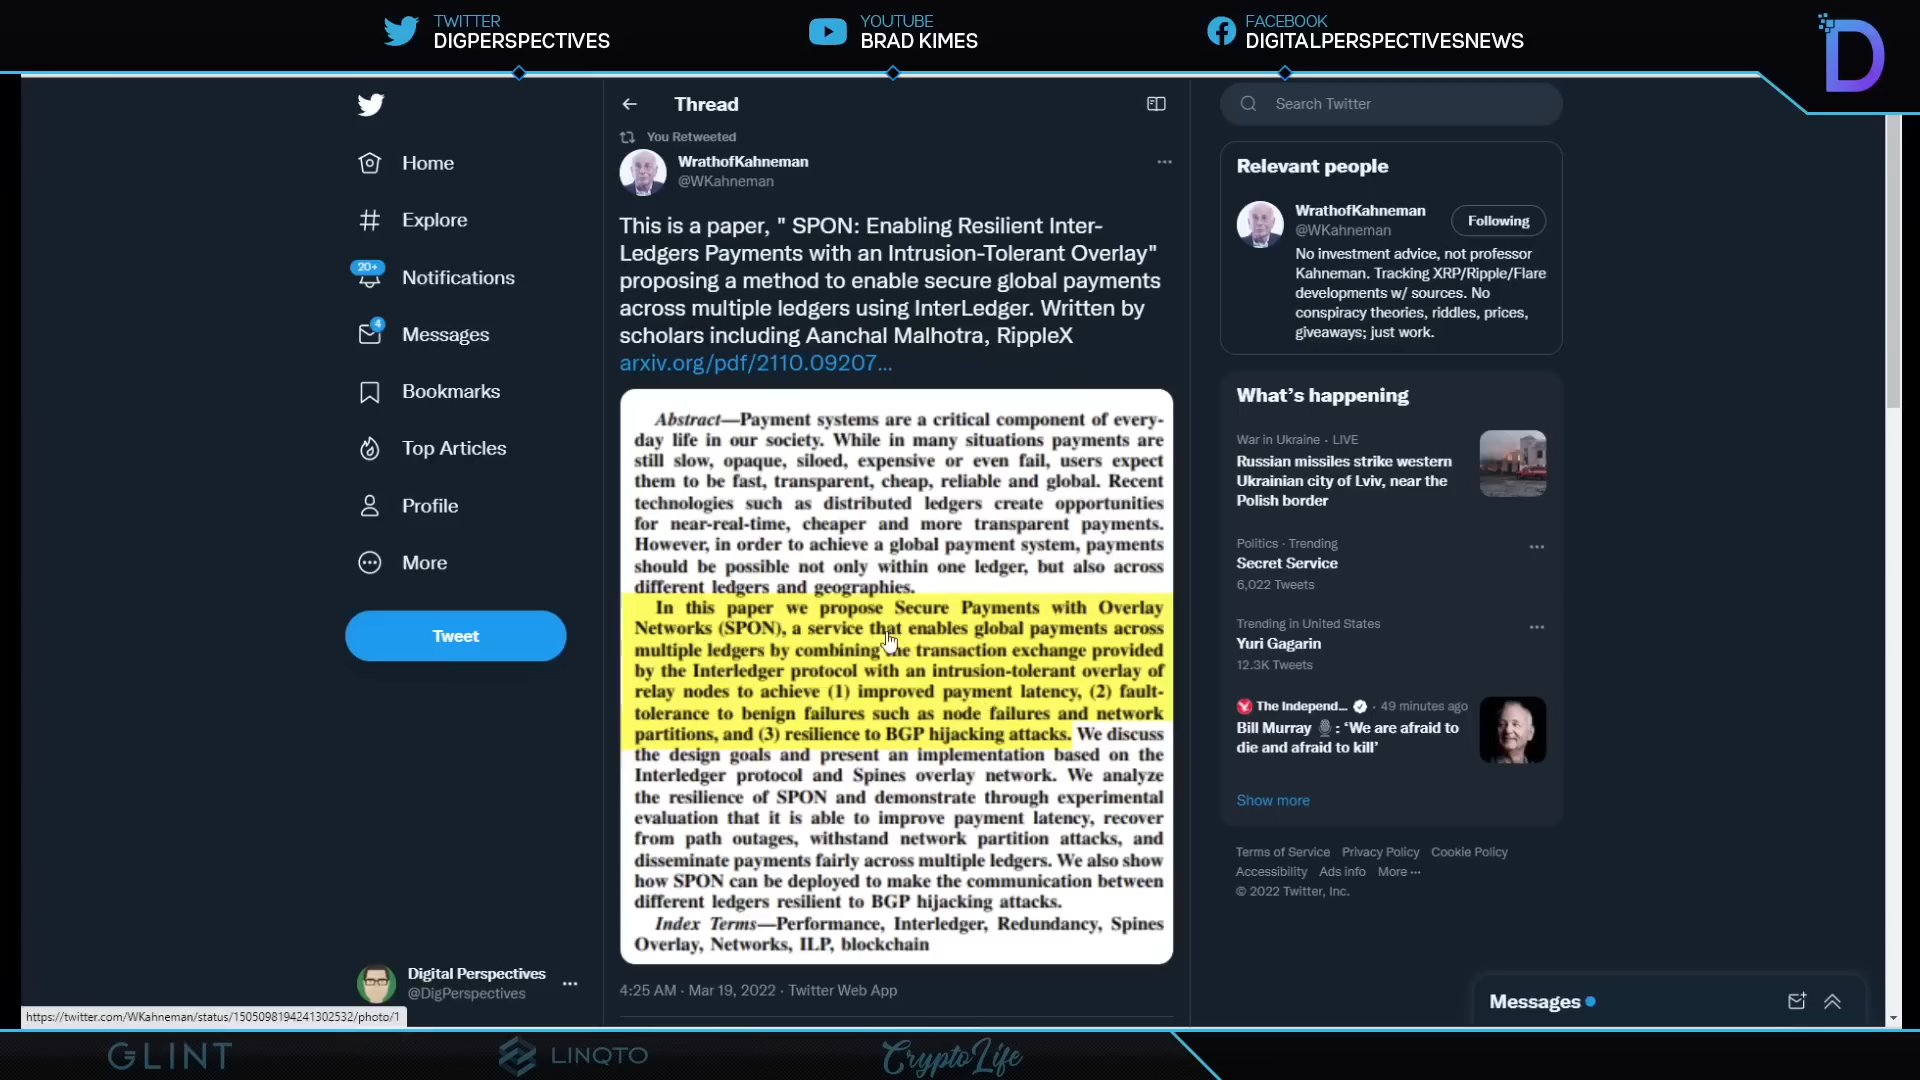 TWITTER
DIGPERSPECTIVES
YOUTUBE
BRAD KIMES
FACEBOOK
DIGITALPERSPECTIVESNEWS
D
Home
Explore
20+
Notifications
4
Messages
Bookmarks
Top Articles
Profile
More
Tweet
Digital Perspectives
@DigPerspectives
https://twitter.com/WKahneman/status/1505098194241302532/photo/1
Thread
You Retweeted
WrathofKahneman
@WKahneman
This is a paper, " SPON: Enabling Resilient Inter-
Ledgers Payments with an Intrusion-Tolerant Overlay"
proposing a method to enable secure global payments
across multiple ledgers using InterLedger. Written by
scholars including Aanchal Malhotra, RippleX
arxiv.org/pdf/2110.09207...
Abstract—Payment systems are a critical component of every-
day life in our society. While in many situations payments are
still slow, opaque, siloed, expensive or even fail, users expect
them to be fast, transparent, cheap, reliable and global. Recent
technologies such as distributed ledgers create opportunities
for near-real-time, cheaper and more transparent payments.
However, in order to achieve a global payment system, payments
should be possible not only within one ledger, but also across
different ledgers and geographies.
In this paper we propose Secure Payments with Overlay
Networks (SPON), a service that enables global payments across
multiple ledgers by combining the transaction exchange provided
by the Interledger protocol with an intrusion-tolerant overlay of
relay nodes to achieve (1) improved payment latency, (2) fault-
tolerance to benign failures such as node failures and network
partitions, and (3) resilience to BGP hijacking attacks. We discuss
the design goals and present an implementation based on the
Interledger protocol and Spines overlay network. We analyze
the resilience of SPON and demonstrate through experimental
evaluation that it is able to improve payment latency, recover
from path outages, withstand network partition attacks, and
disseminate payments fairly across multiple ledgers. We also show
how SPON can be deployed to make the communication between
different ledgers resilient to BGP hijacking attacks.
Index Terms—Performance, Interledger, Redundancy, Spines
Overlay, Networks, ILP, blockchain
4:25 AM · Mar 19, 2022 · Twitter Web App
Search Twitter
Relevant people
WrathofKahneman
@WKahneman
Following
No investment advice, not professor
Kahneman. Tracking XRP/Ripple/Flare
developments w/ sources. No
conspiracy theories, riddles, prices,
giveaways; just work.
What's happening
War in Ukraine · LIVE
Russian missiles strike western
Ukrainian city of Lviv, near the
Polish border
Politics · Trending
Secret Service
6,022 Tweets
Trending in United States
Yuri Gagarin
12.3K Tweets
The Independ... · 49 minutes ago
Bill Murray 🎙: 'We are afraid to
die and afraid to kill'
Show more
Terms of Service Privacy Policy Cookie Policy
Accessibility Ads info More ···
© 2022 Twitter, Inc.
Messages
GLINT
LINQTO
CryptoLife